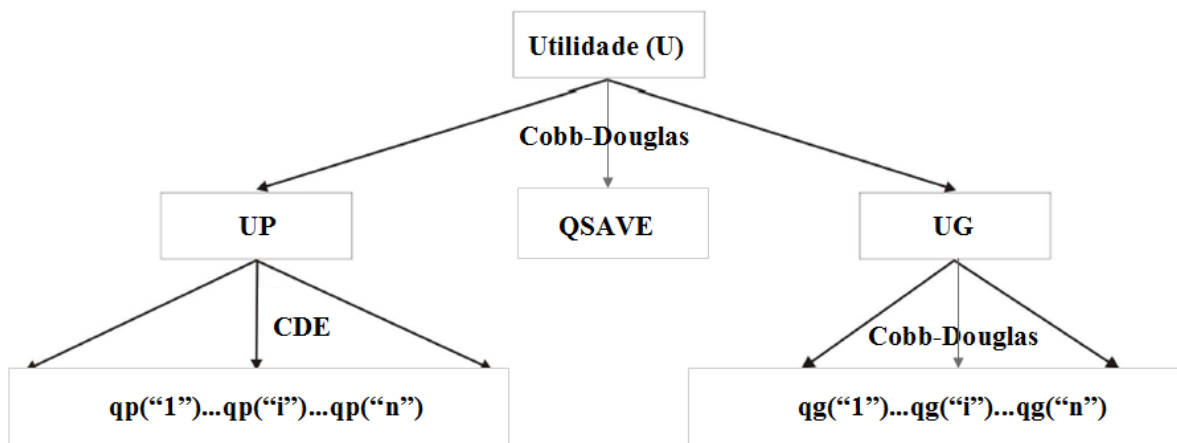 Utilidade (U)
Cobb-Douglas
UP
QSAVE
UG
CDE
Cobb-Douglas
qp(“1”)...qp(“i”)...qp(“n”)
qg(“1”)...qg(“i”)...qg(“n”)